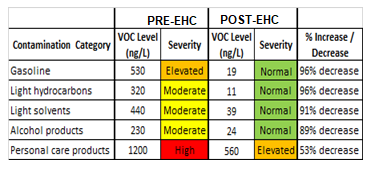 PRE-EHC POST-EHC
Contamination Category VOC Level (ng/L) Severity VOC Level (ng/L) Severity % Increase / Decrease
Gasoline 530 Elevated 19 Normal 96% decrease
Light hydrocarbons 320 Moderate 11 Normal 96% decrease
Light solvents 440 Moderate 39 Normal 91% decrease
Alcohol products 230 Moderate 24 Normal 89% decrease
Personal care products 1200 High 560 Elevated 53% decrease